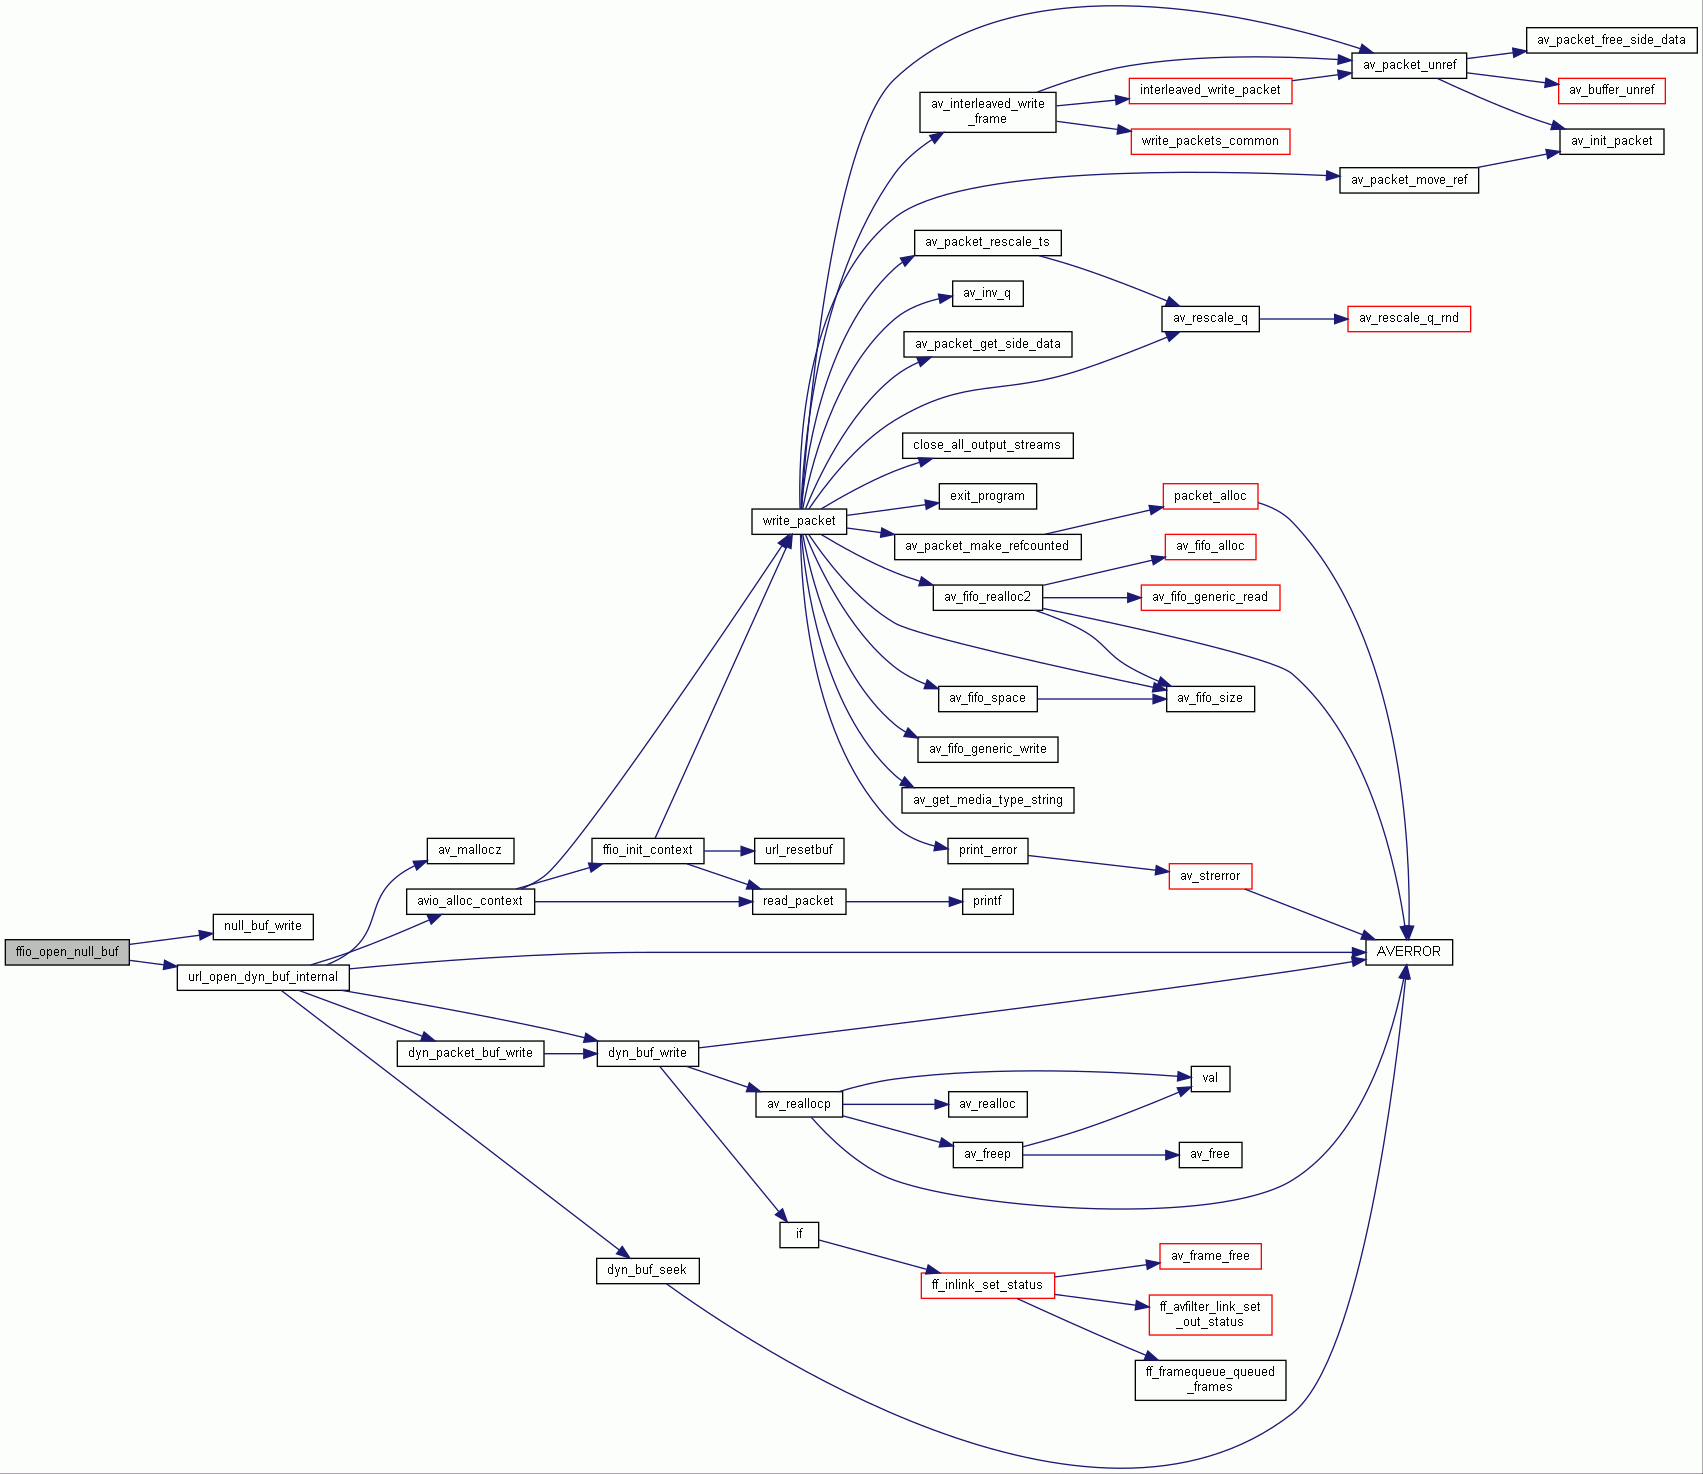 av_packet_free_side_data
av_packet_unref
av_buffer_unref
interleaved_write_packet
av_interleaved_write
_frame
write_packets_common
av_init_packet
av_packet_move_ref
av_packet_rescale_ts
av_inv_q
av_rescale_q
av_rescale_q_rnd
av_packet_get_side_data
close_all_output_streams
exit_program
packet_alloc
write_packet
av_packet_make_refcounted
av_fifo_alloc
av_fifo_realloc2
av_fifo_generic_read
av_fifo_space
av_fifo_size
av_fifo_generic_write
av_get_media_type_string
av_mallocz
ffio_init_context
url_resetbuf
print_error
av_strerror
avio_alloc_context
read_packet
printf
null_buf_write
ffio_open_null_buf
AVERROR
url_open_dyn_buf_internal
dyn_packet_buf_write
dyn_buf_write
val
av_reallocp
av_realloc
av_freep
av_free
if
av_frame_free
dyn_buf_seek
ff_inlink_set_status
ff_avfilter_link_set
_out_status
ff_framequeue_queued
_frames